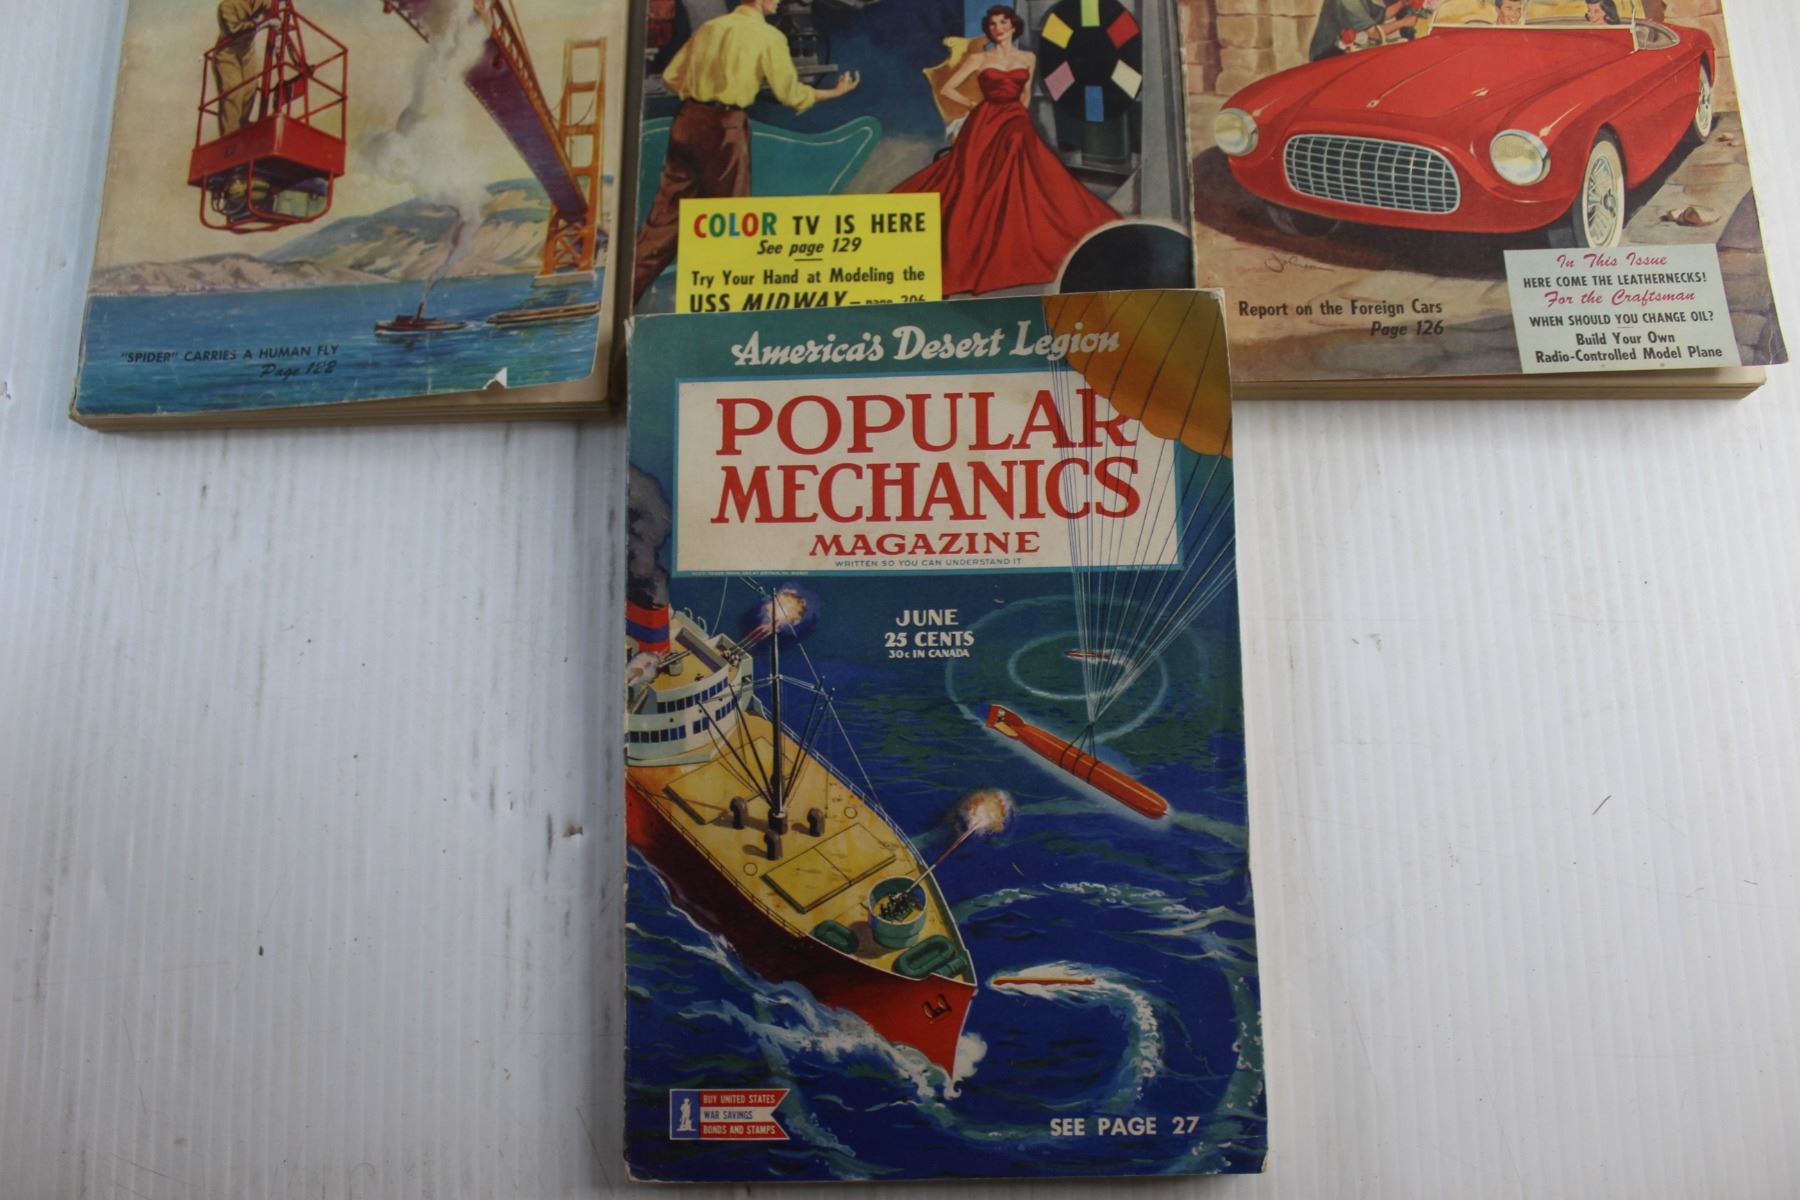 "SPIDER" CARRIES A HUMAN FLY
Page 122
COLOR TV IS HERE
See page 129
Try Your Hand at Modeling the
USS MIDWAY — page 206
Report on the Foreign Cars
Page 126
In This Issue
HERE COME THE LEATHERNECKS!
For the Craftsman
WHEN SHOULD YOU CHANGE OIL?
Build Your Own
Radio-Controlled Model Plane
America's Desert Legion
POPULAR
MECHANICS
MAGAZINE
WRITTEN SO YOU CAN UNDERSTAND IT
JUNE
25 CENTS
30c IN CANADA
BUY UNITED STATES
WAR SAVINGS
BONDS AND STAMPS
SEE PAGE 27